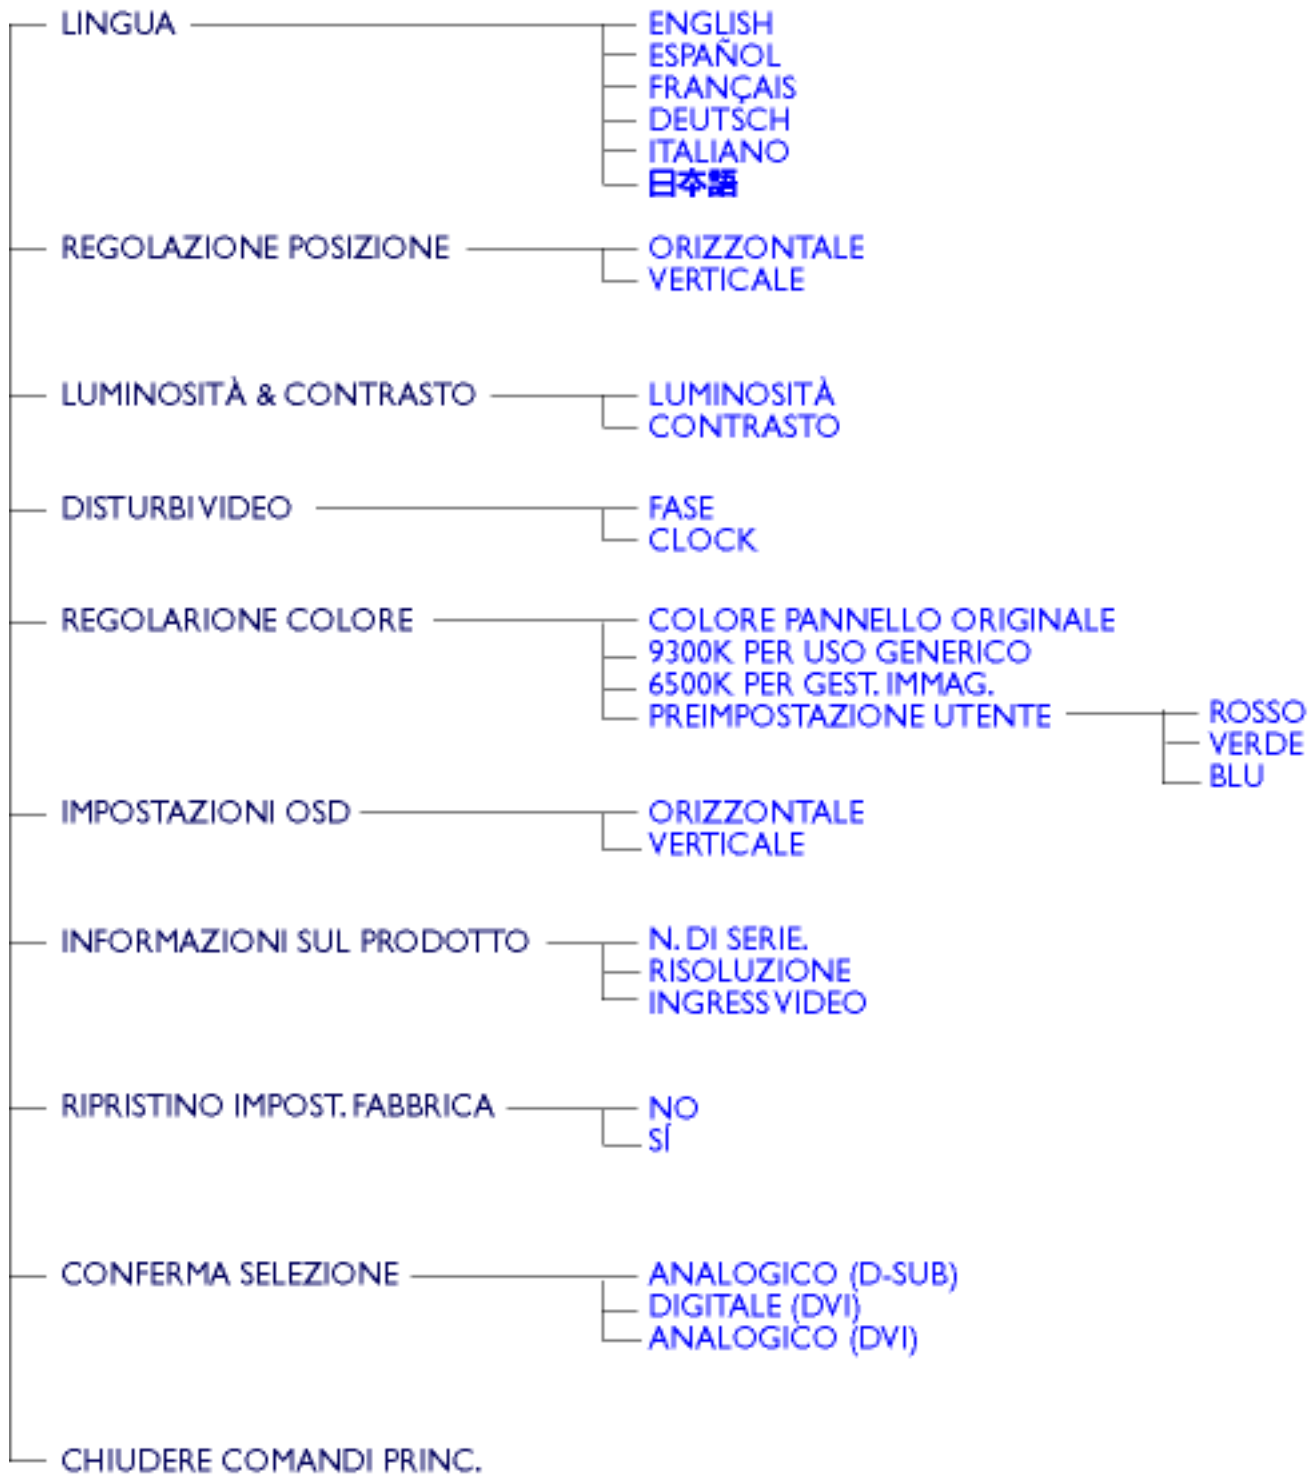 LINGUA
ENGLISH
ESPAÑOL
FRANÇAIS
DEUTSCH
ITALIANO
日本語
REGOLAZIONE POSIZIONE
ORIZZONTALE
VERTICALE
LUMINOSITÀ & CONTRASTO
LUMINOSITÀ
CONTRASTO
DISTURBI VIDEO
FASE
CLOCK
REGOLARIONE COLORE
COLORE PANNELLO ORIGINALE
9300K PER USO GENERICO
6500K PER GEST. IMMAG.
PREIMPOSTAZIONE UTENTE
ROSSO
VERDE
BLU
IMPOSTAZIONI OSD
ORIZZONTALE
VERTICALE
INFORMAZIONI SUL PRODOTTO
N. DI SERIE.
RISOLUZIONE
INGRESS VIDEO
RIPRISTINO IMPOST. FABBRICA
NO
SÍ
CONFERMA SELEZIONE
ANALOGICO (D-SUB)
DIGITALE (DVI)
ANALOGICO (DVI)
CHIUDERE COMANDI PRINC.